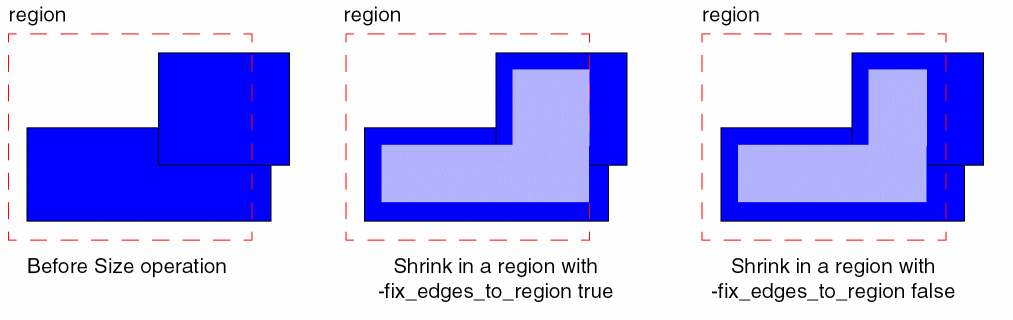 region
region
region
Before Size operation
Shrink in a region with
-fix_edges_to_region true
Shrink in a region with
-fix_edges_to_region false